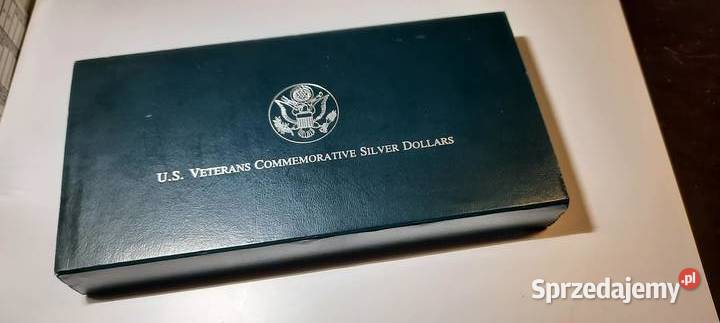 U.S. Veterans Commemorative Silver Dollars
Sprzedajemy.pl